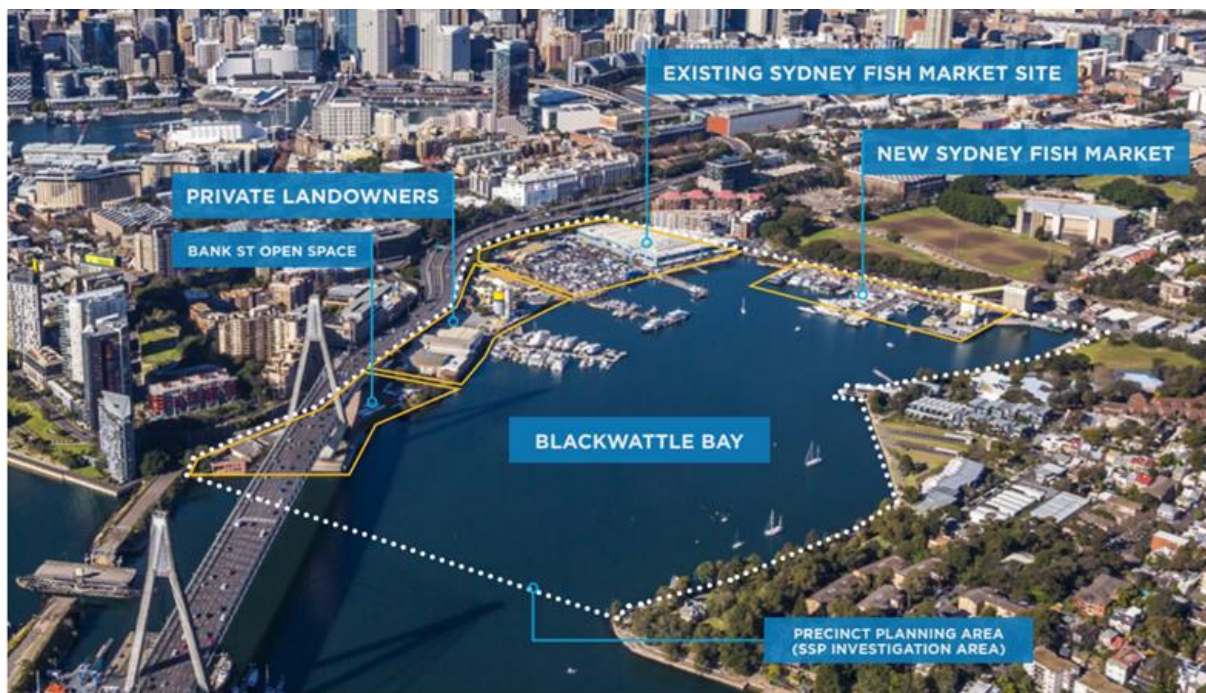 EXISTING SYDNEY FISH MARKET SITE
NEW SYDNEY FISH MARKET
PRIVATE LANDOWNERS
BANK ST OPEN SPACE
BLACKWATTLE BAY
PRECINCT PLANNING AREA
(SSP INVESTIGATION AREA)